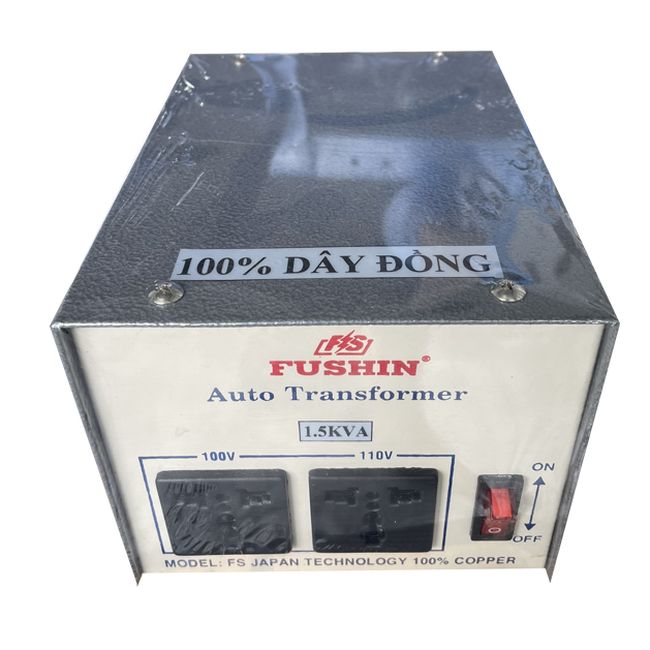 100% DÂY ĐỒNG
FS
FUSHIN®
Auto Transformer
1.5KVA
100V 110V
ON
OFF
MODEL: FS JAPAN TECHNOLOGY 100% COPPER